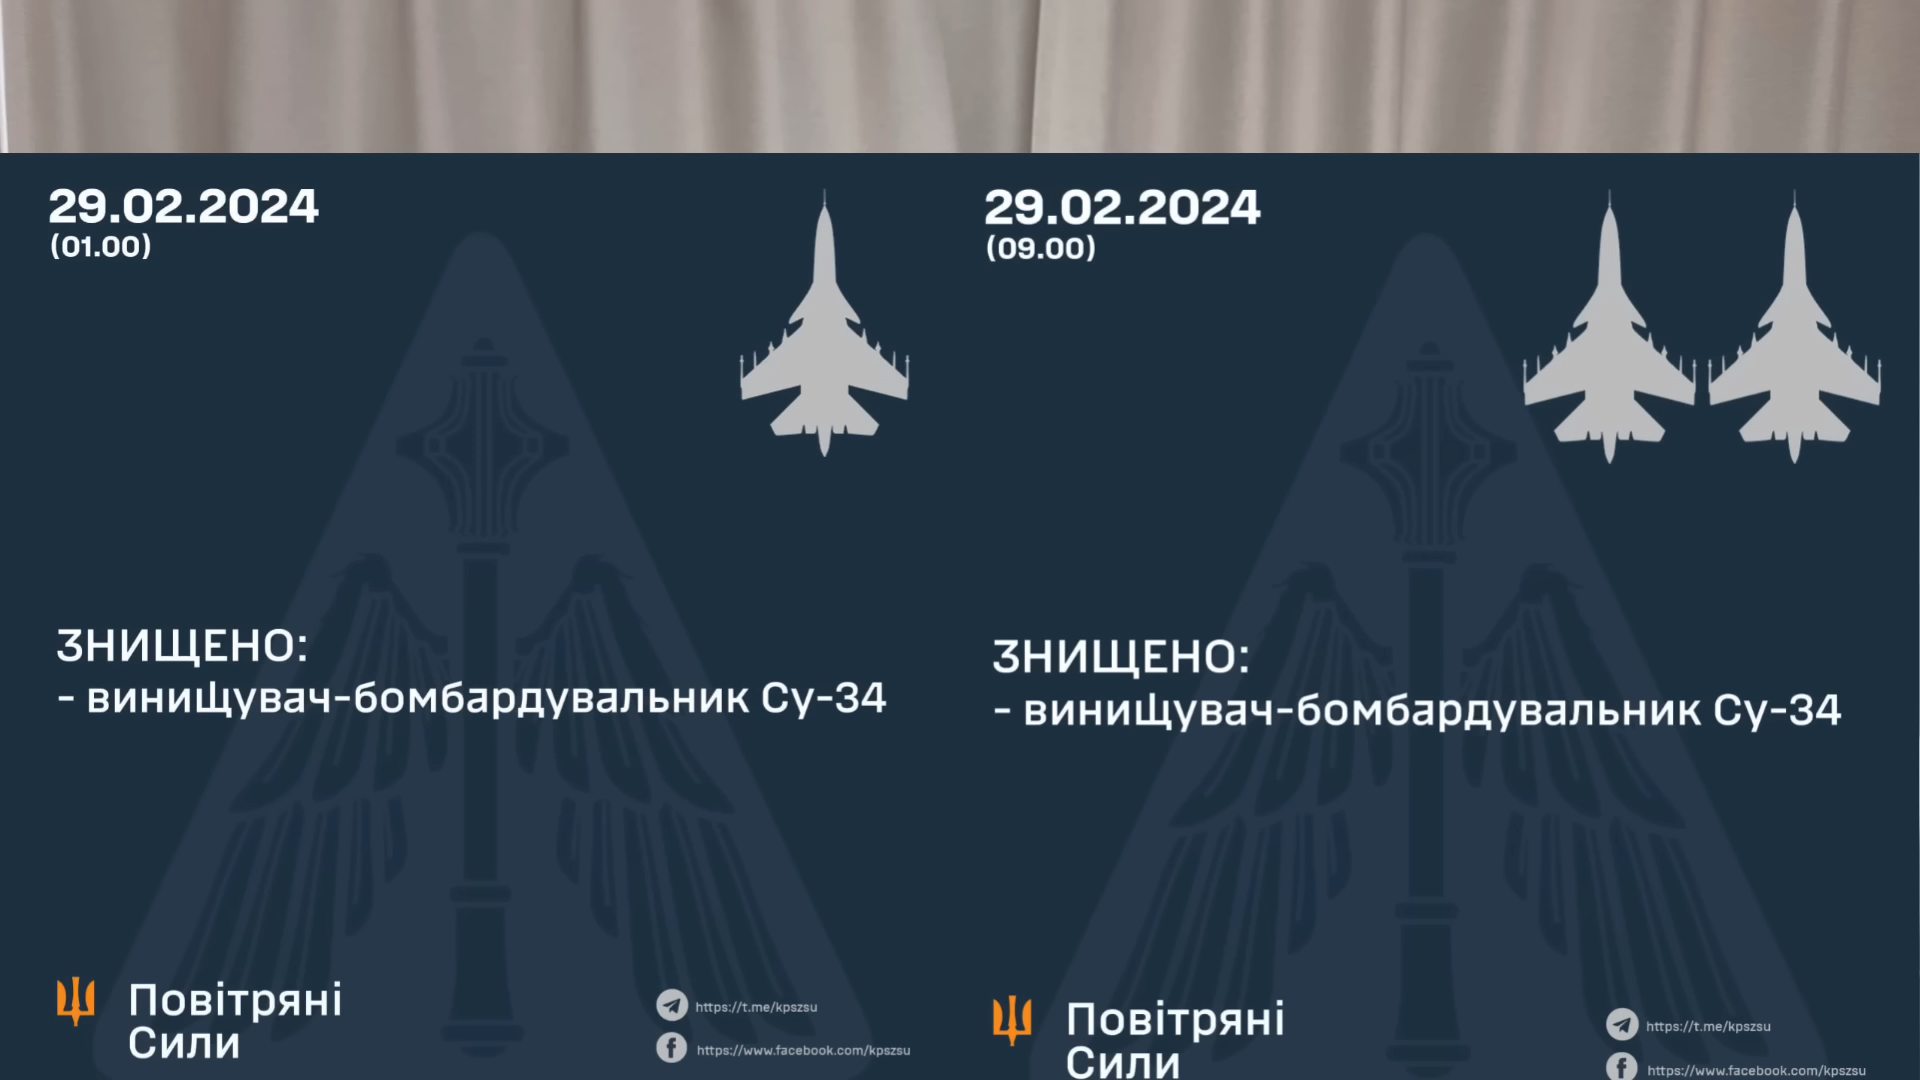 29.02.2024
(01.00)
ЗНИЩЕНО:
- винищувач-бомбардувальник Су-34
Повітряні
Сили
https://t.me/kpszsu
https://www.facebook.com/kpszsu
29.02.2024
(09.00)
ЗНИЩЕНО:
- винищувач-бомбардувальник Су-34
Повітряні
Сили
https://t.me/kpszsu
https://www.facebook.com/kpszsu